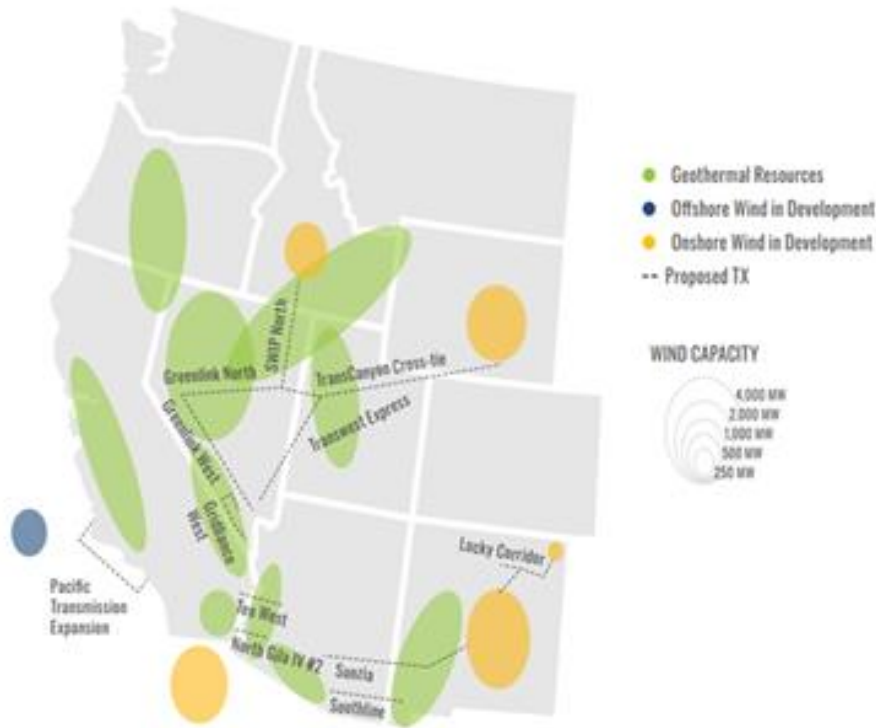 Geothermal Resources
Offshore Wind in Development
Onshore Wind in Development
Proposed TX
WIND CAPACITY
4,000 MW
2,000 MW
1,000 MW
500 MW
250 MW
SWIP North
Greenlink North
TransCanyon Cross-tie
Transwest Express
Greenlink West
Gridliance
West
Lucky Corridor
Pacific
Transmission
Expansion
Ten West
North Gila IV #2
Sunzia
Southline